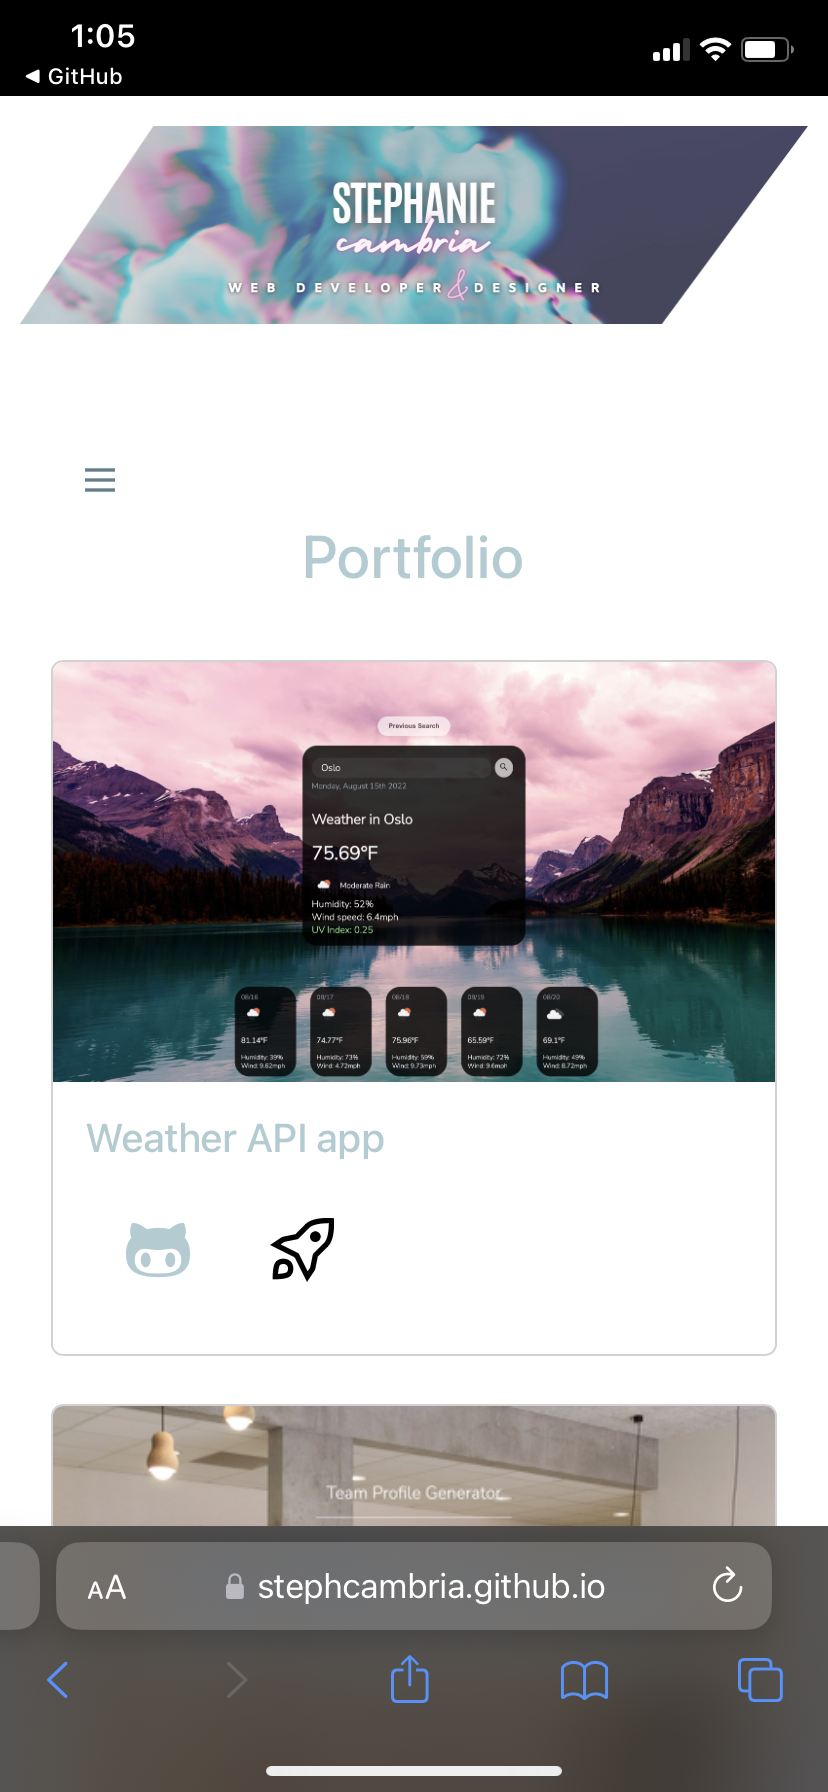 1:05
GitHub
STEPHANIE
cambria
WEB DEVELOPER & DESIGNER
Portfolio
Previous Search
Oslo
Monday, August 15th 2022
Weather in Oslo
75.69°F
Moderate Rain
Humidity: 52%
Wind speed: 6.4mph
UV Index: 0.25
08/16 08/17 08/18 08/19 08/20
81.14°F 74.77°F 75.96°F 65.59°F 69.1°F
Humidity: 39% Humidity: 73% Humidity: 59% Humidity: 72% Humidity: 49%
Wind: 9.62mph Wind: 4.72mph Wind: 9.73mph Wind: 9.6mph Wind: 8.72mph
Weather API app
Team Profile Generator
AA stephcambria.github.io